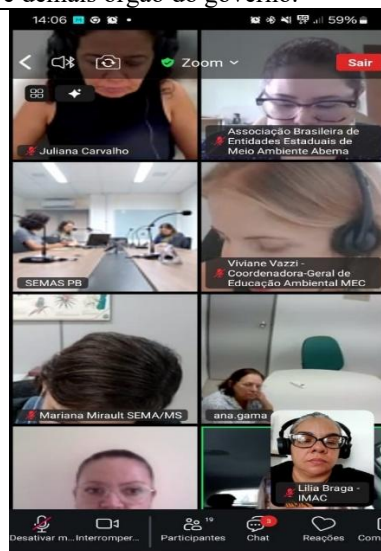 e demais órgão do governo.
14:06
59%
Zoom
Sair
Juliana Carvalho
Associação Brasileira de
Entidades Estaduais de
Meio Ambiente Abema
SEMAS PB
Viviane Vazzi -
Coordenadora-Geral de
Educação Ambiental MEC
Mariana Mirault SEMA/MS
ana.gama
Lilia Braga -
IMAC
Desativar m...
Interromper...
19
Participantes
Chat
Reações